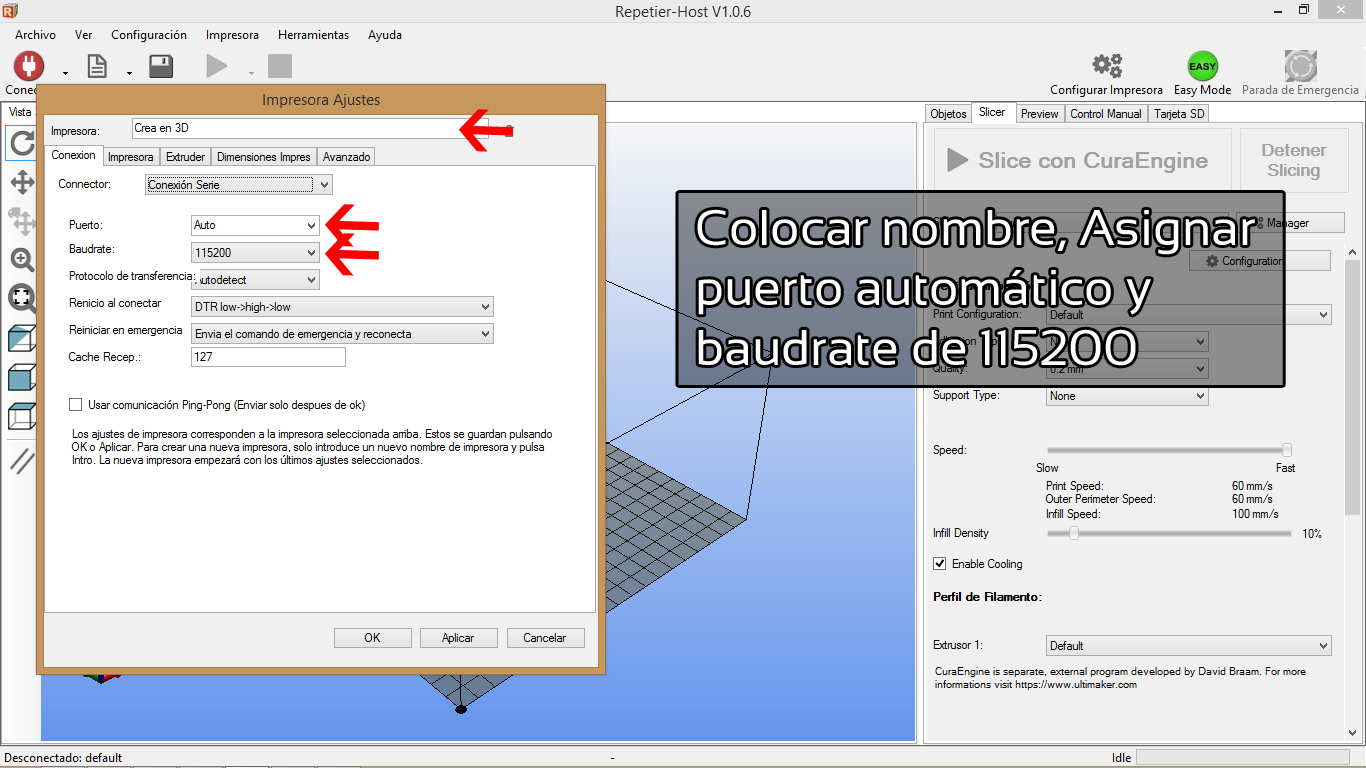 Repetier-Host V1.0.6
Archivo Ver Configuración Impresora Herramientas Ayuda
EASY
Configurar Impresora Easy Mode Parada de Emergencia
Vista
Impresora Ajustes
Impresora: Crea en 3D
Conexion Impresora Extruder Dimensiones Impres Avanzado
Connector: Conexión Serie
Puerto: Auto
Baudrate: 115200
Protocolo de transferencia: utodetect
Renicio al conectar DTR low->high->low
Reiniciar en emergencia Envia el comando de emergencia y reconecta
Cache Recep.: 127
Usar comunicación Ping-Pong (Enviar solo despues de ok)
Los ajustes de impresora corresponden a la impresora seleccionada arriba. Estos se guardan pulsando
OK o Aplicar. Para crear una nueva impresora, solo introduce un nuevo nombre de impresora y pulsa
Intro. La nueva impresora empezará con los últimos ajustes seleccionados.
OK Aplicar Cancelar
Objetos Slicer Preview Control Manual Tarjeta SD
Slice con CuraEngine
Detener
Slicing
Colocar nombre, Asignar
puerto automático y
baudrate de 115200
Manager
Configuration
Print Configuration: Default
Quality: 0.2 mm
Support Type: None
Speed:
Slow Fast
Print Speed: 60 mm/s
Outer Perimeter Speed: 60 mm/s
Infill Speed: 100 mm/s
Infill Density 10%
Enable Cooling
Perfil de Filamento:
Extrusor 1: Default
CuraEngine is separate, external program developed by David Braam. For more
informations visit https://www.ultimaker.com
Desconectado: default - Idle